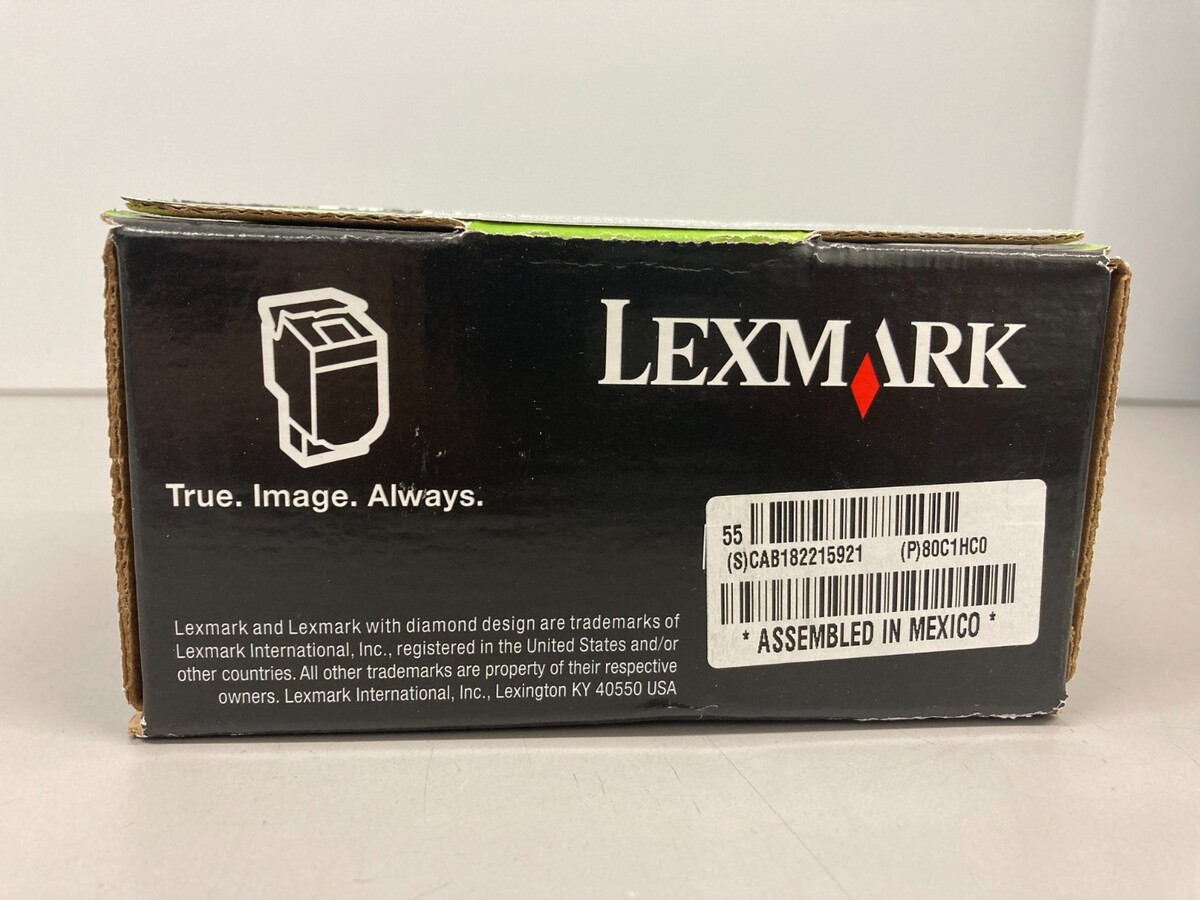 LEXMARK
True. Image. Always.
55
(S)CAB182215921 (P)80C1HC0
* ASSEMBLED IN MEXICO *
Lexmark and Lexmark with diamond design are trademarks of
Lexmark International, Inc., registered in the United States and/or
other countries. All other trademarks are property of their respective
owners. Lexmark International, Inc., Lexington KY 40550 USA